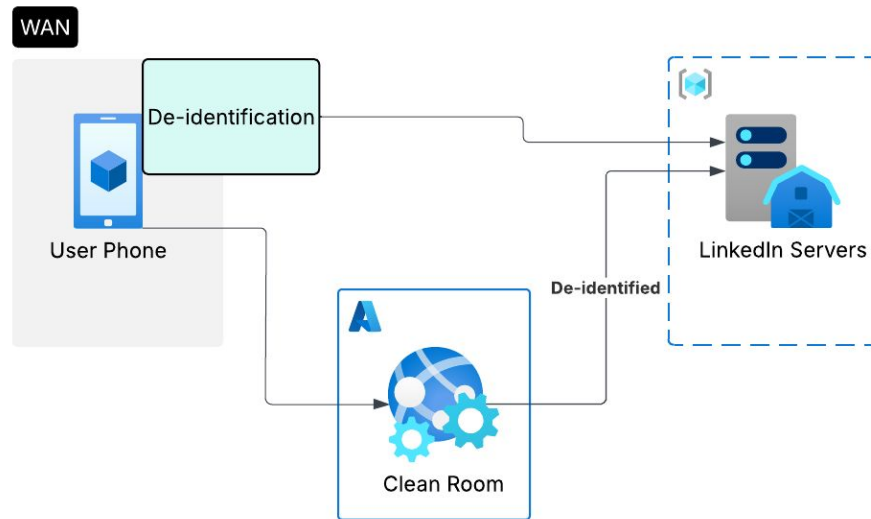 WAN
De-identification
User Phone
LinkedIn Servers
De-identified
Clean Room